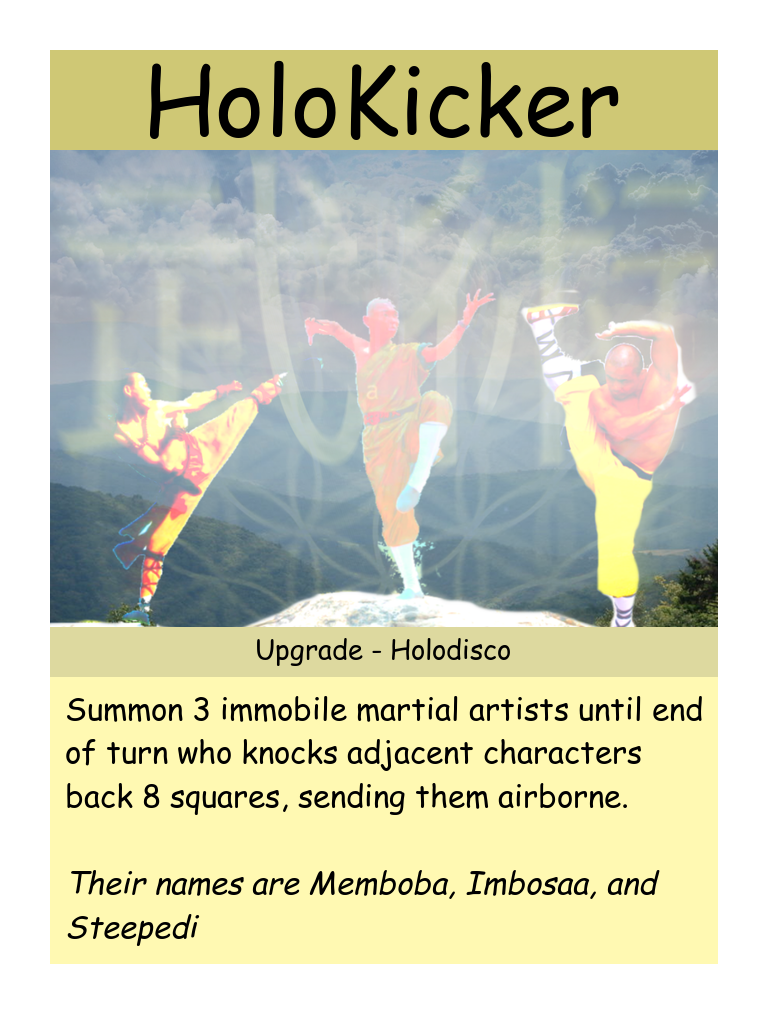 HoloKicker
a
Upgrade - Holodisco
Summon 3 immobile martial artists until end
of turn who knocks adjacent characters
back 8 squares, sending them airborne.
Their names are Memboba, Imbosaa, and
Steepedi